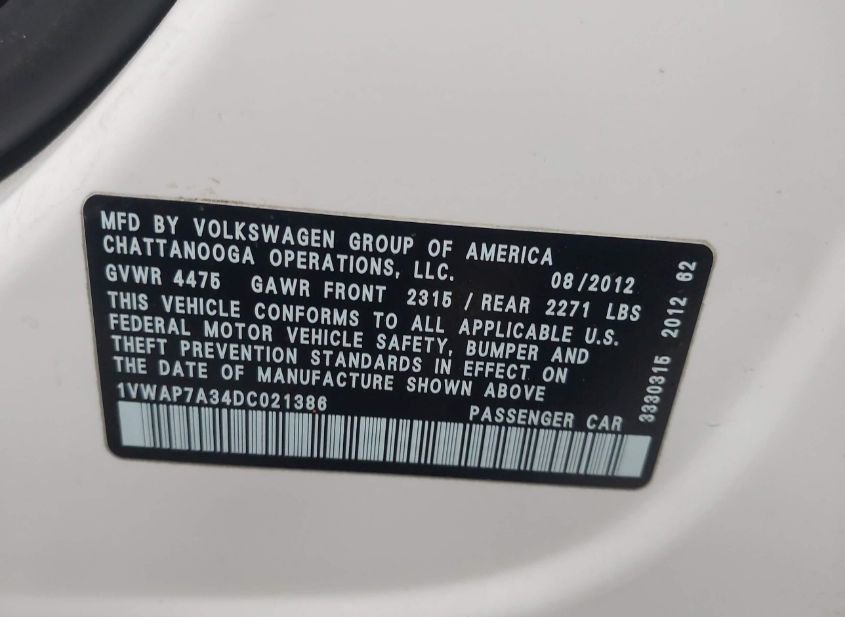 MFD BY VOLKSWAGEN GROUP OF AMERICA
CHATTANOOGA OPERATIONS, LLC. 08/2012
GVWR 4475 GAWR FRONT 2315 / REAR 2271 LBS
THIS VEHICLE CONFORMS TO ALL APPLICABLE U.S.
FEDERAL MOTOR VEHICLE SAFETY, BUMPER AND
THEFT PREVENTION STANDARDS IN EFFECT ON
THE DATE OF MANUFACTURE SHOWN ABOVE
1VWAP7A34DC021386 PASSENGER CAR
3330315 2012 62